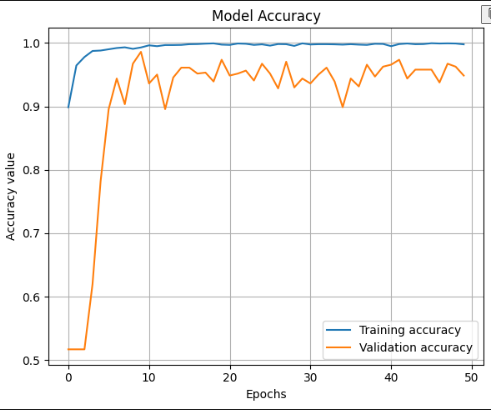 Model Accuracy
1.0
0.9
0.8
0.7
0.6
0.5
Accuracy value
0
10
20
30
40
50
Epochs
Training accuracy
Validation accuracy